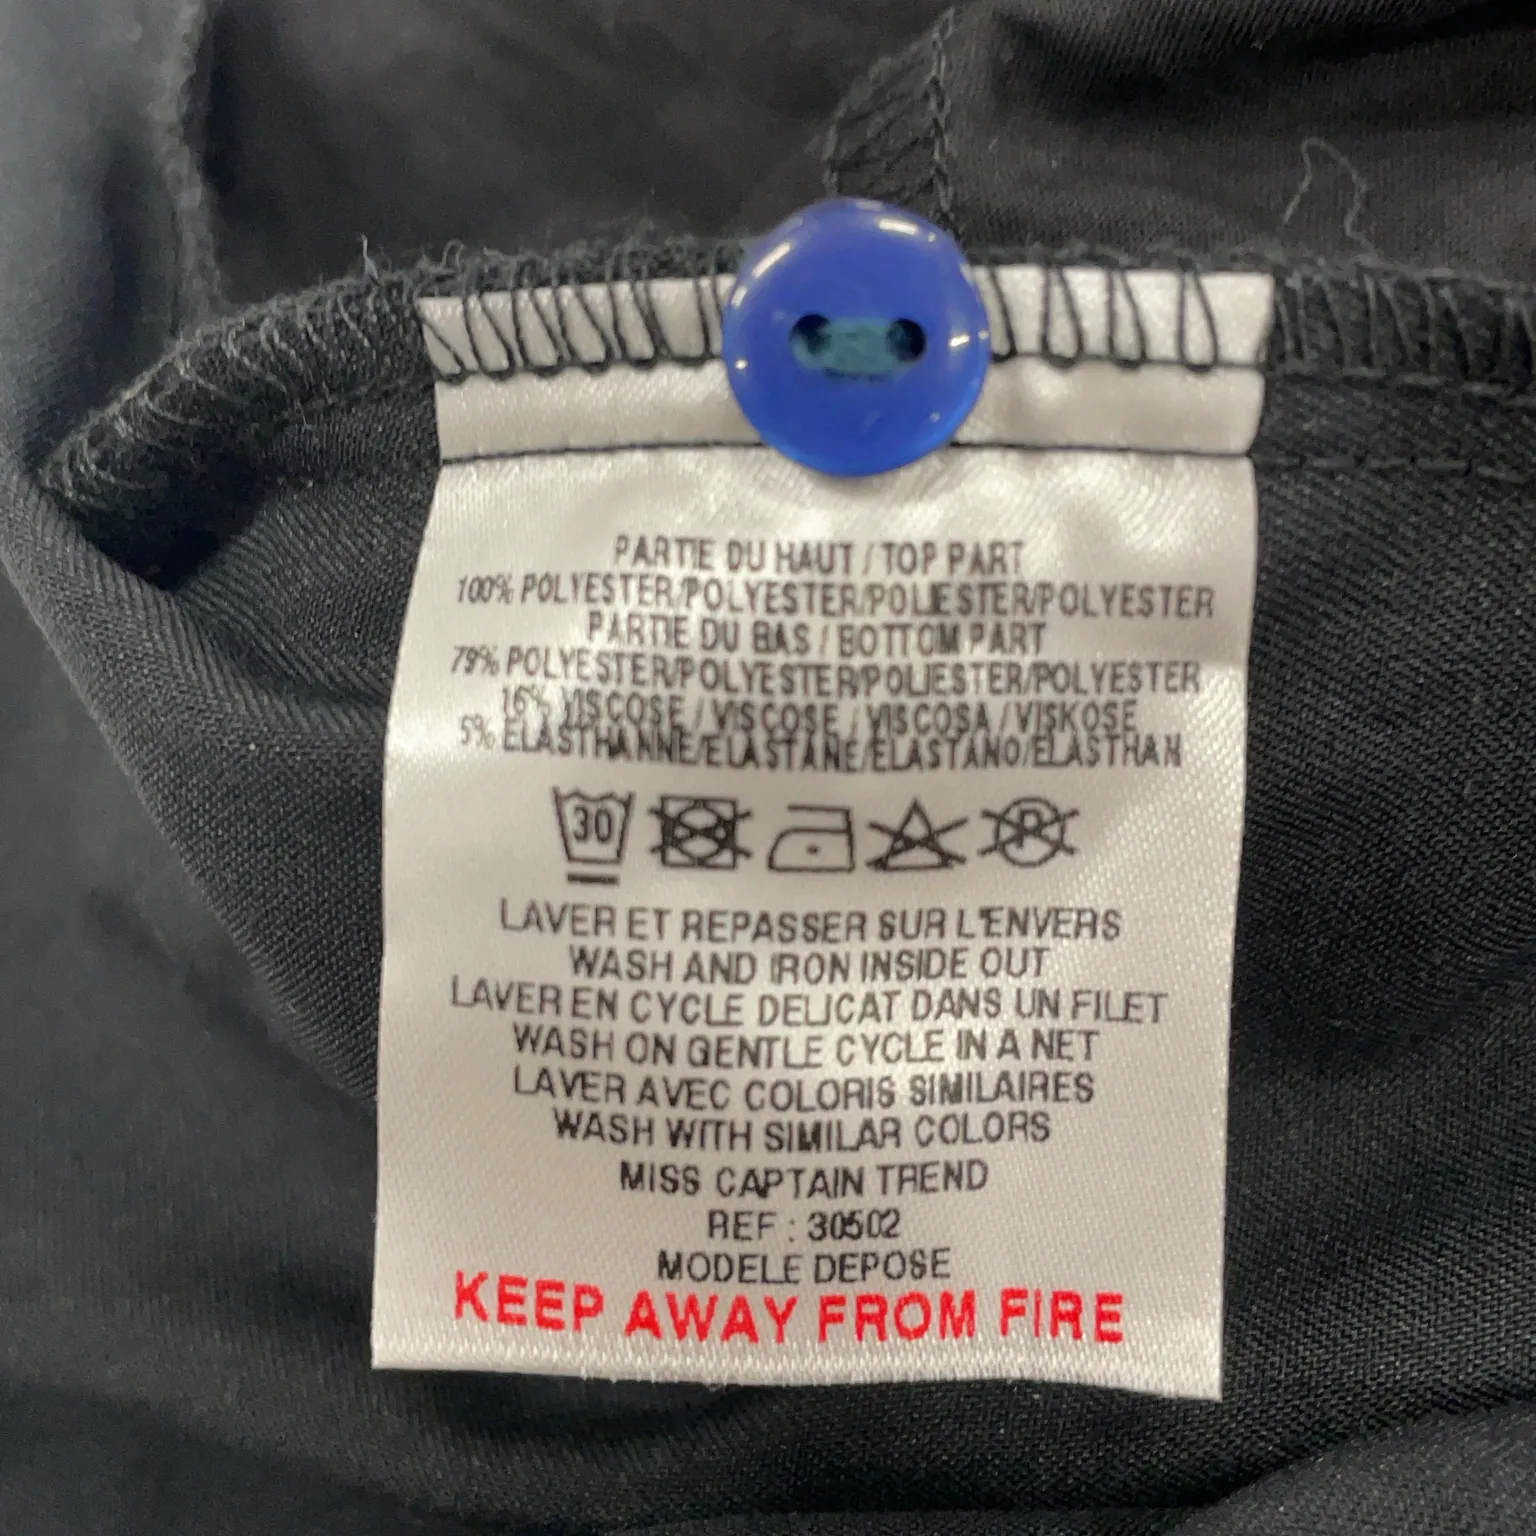 PARTIE DU HAUT / TOP PART
100% POLYESTER/POLYESTER/POLIESTER/POLYESTER
PARTIE DU BAS / BOTTOM PART
79% POLYESTER/POLYESTER/POLIESTER/POLYESTER
16% VISCOSE / VISCOSE / VISCOSA / VISKOSE
5% ELASTHANNE/ELASTANE/ELASTANO/ELASTHAN
30 P
LAVER ET REPASSER SUR L'ENVERS
WASH AND IRON INSIDE OUT
LAVER EN CYCLE DELICAT DANS UN FILET
WASH ON GENTLE CYCLE IN A NET
LAVER AVEC COLORIS SIMILAIRES
WASH WITH SIMILAR COLORS
MISS CAPTAIN TREND
REF : 30502
MODELE DEPOSE
KEEP AWAY FROM FIRE